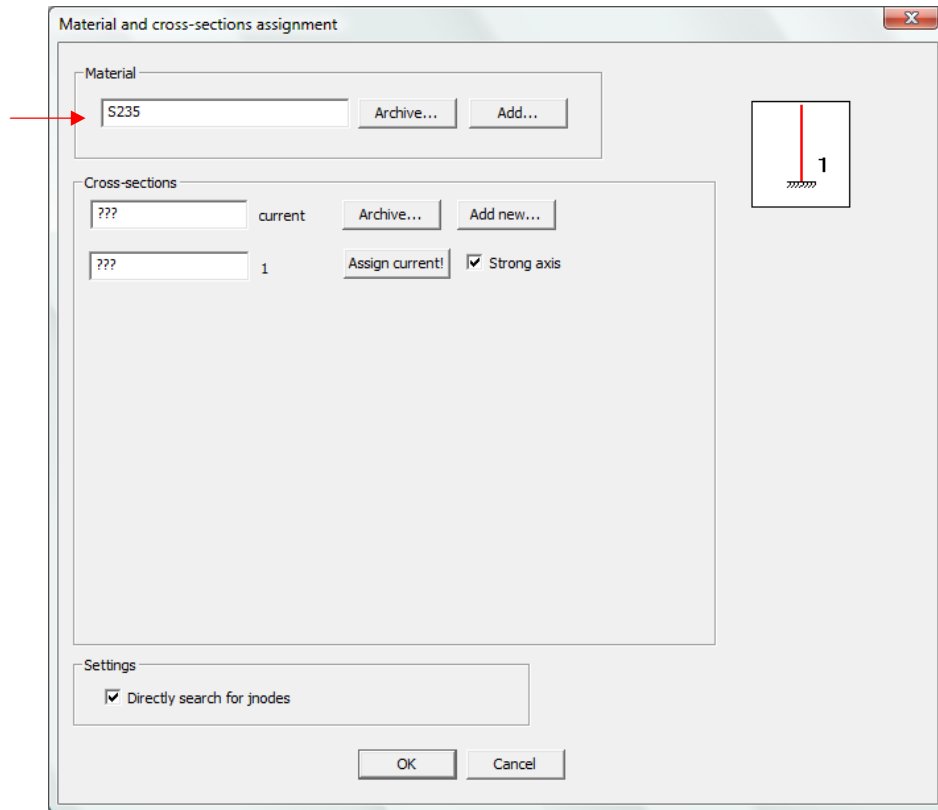 Material and cross-sections assignment
X
Material
S235 Archive... Add...
1
Cross-sections
??? current Archive... Add new...
??? 1 Assign current! Strong axis
Settings
Directly search for jnodes
OK Cancel